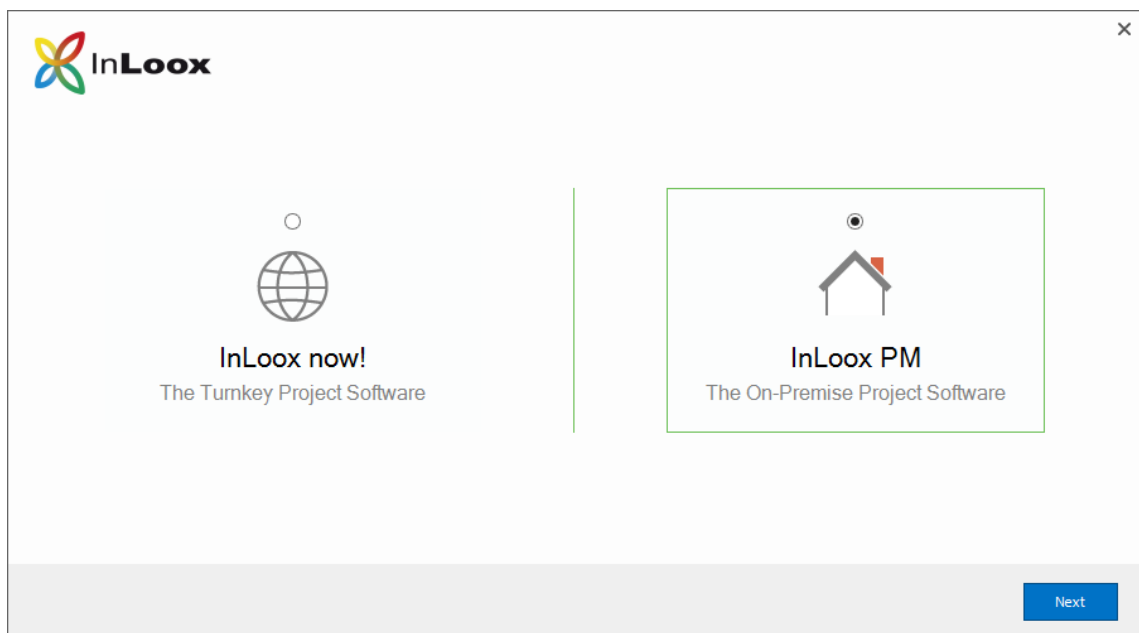 InLoox
InLoox now!
The Turnkey Project Software
InLoox PM
The On-Premise Project Software
Next